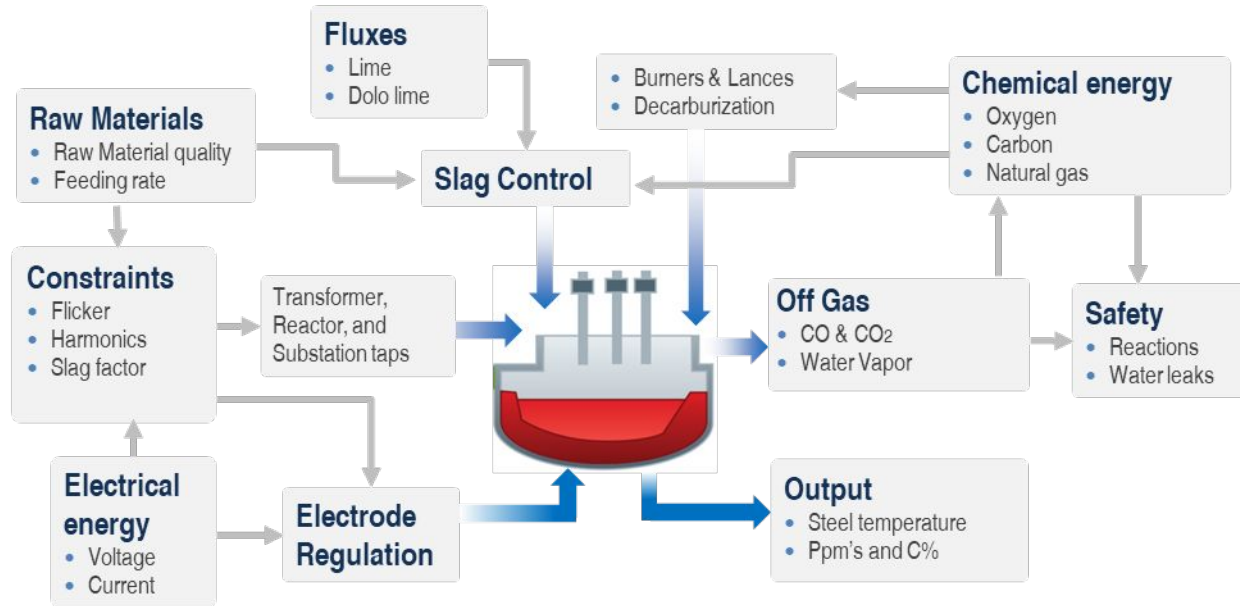 Fluxes
• Lime
• Dolo lime
• Burners & Lances
• Decarburization
Chemical energy
• Oxygen
• Carbon
• Natural gas
Raw Materials
• Raw Material quality
• Feeding rate
Slag Control
Constraints
• Flicker
• Harmonics
• Slag factor
Transformer,
Reactor, and
Substation taps
Off Gas
• CO & CO₂
• Water Vapor
Safety
• Reactions
• Water leaks
Electrical
energy
• Voltage
• Current
Electrode
Regulation
Output
• Steel temperature
• Ppm's and C%